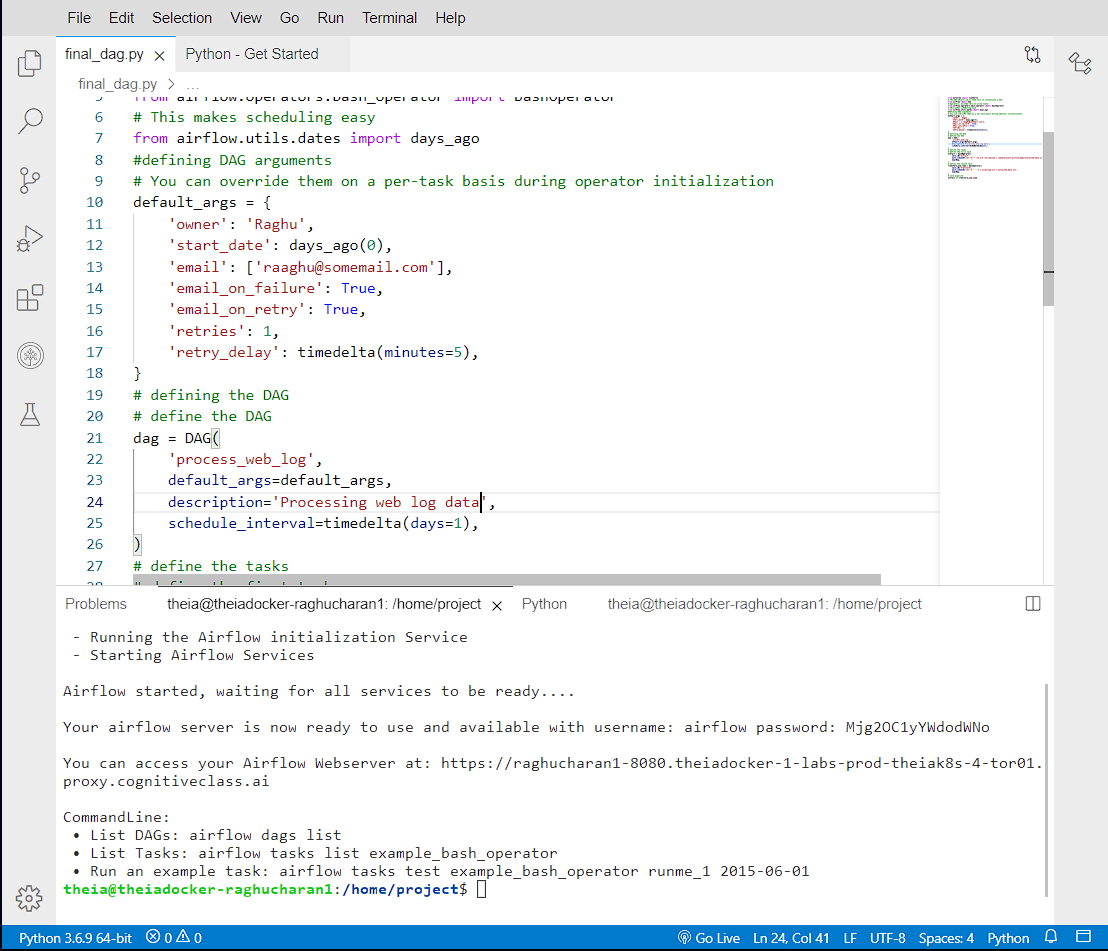 File Edit Selection View Go Run Terminal Help
final_dag.py Python - Get Started
final_dag.py > ...
5 from airflow.operators.bash_operator import BashOperator
6 # This makes scheduling easy
7 from airflow.utils.dates import days_ago
8 #defining DAG arguments
9 # You can override them on a per-task basis during operator initialization
10 default_args = {
11 'owner': 'Raghu',
12 'start_date': days_ago(0),
13 'email': ['raaghu@somemail.com'],
14 'email_on_failure': True,
15 'email_on_retry': True,
16 'retries': 1,
17 'retry_delay': timedelta(minutes=5),
18 }
19 # defining the DAG
20 # define the DAG
21 dag = DAG(
22 'process_web_log',
23 default_args=default_args,
24 description='Processing web log data',
25 schedule_interval=timedelta(days=1),
26 )
27 # define the tasks
28 # define the first task
Problems theia@theiadocker-raghucharan1: /home/project Python theia@theiadocker-raghucharan1: /home/project
- Running the Airflow initialization Service
- Starting Airflow Services
Airflow started, waiting for all services to be ready....
Your airflow server is now ready to use and available with username: airflow password: Mjg2OC1yYWdodWNo
You can access your Airflow Webserver at: https://raghucharan1-8080.theiadocker-1-labs-prod-theiak8s-4-tor01.
proxy.cognitiveclass.ai
CommandLine:
• List DAGs: airflow dags list
• List Tasks: airflow tasks list example_bash_operator
• Run an example task: airflow tasks test example_bash_operator runme_1 2015-06-01
theia@theiadocker-raghucharan1:/home/project$
Python 3.6.9 64-bit 0 0 Go Live Ln 24, Col 41 LF UTF-8 Spaces: 4 Python